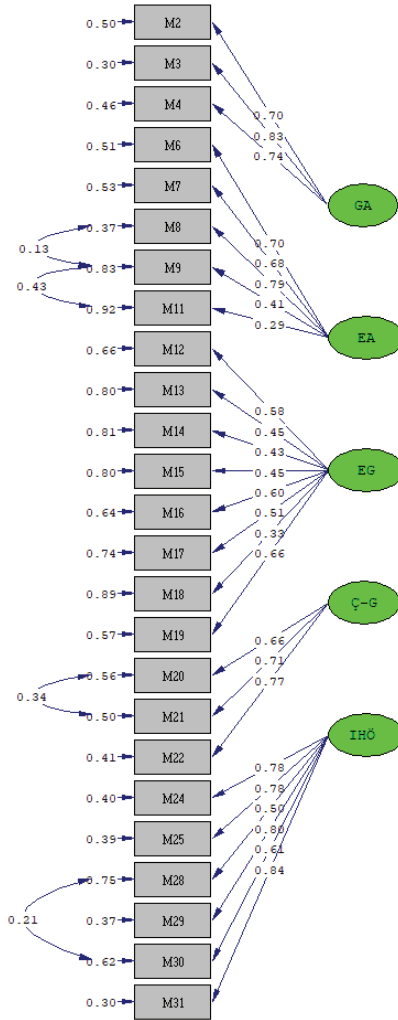 0.50 M2
0.30 M3
0.46 M4
0.70
0.83
0.74
0.51 M6
0.53 M7
GA
0.37 M8
0.13
0.83 M9
0.43
0.92 M11
0.70
0.68
0.79
0.41
0.29
EA
0.66 M12
0.80 M13
0.81 M14
0.80 M15
0.64 M16
0.74 M17
0.89 M18
0.57 M19
0.58
0.45
0.43
0.45
0.60
0.51
0.33
0.66
EG
0.56 M20
0.34
0.50 M21
0.41 M22
0.66
0.71
0.77
Ç-G
0.40 M24
0.39 M25
0.75 M28
0.21
0.37 M29
0.62 M30
0.30 M31
0.78
0.78
0.50
0.80
0.61
0.84
IHÖ